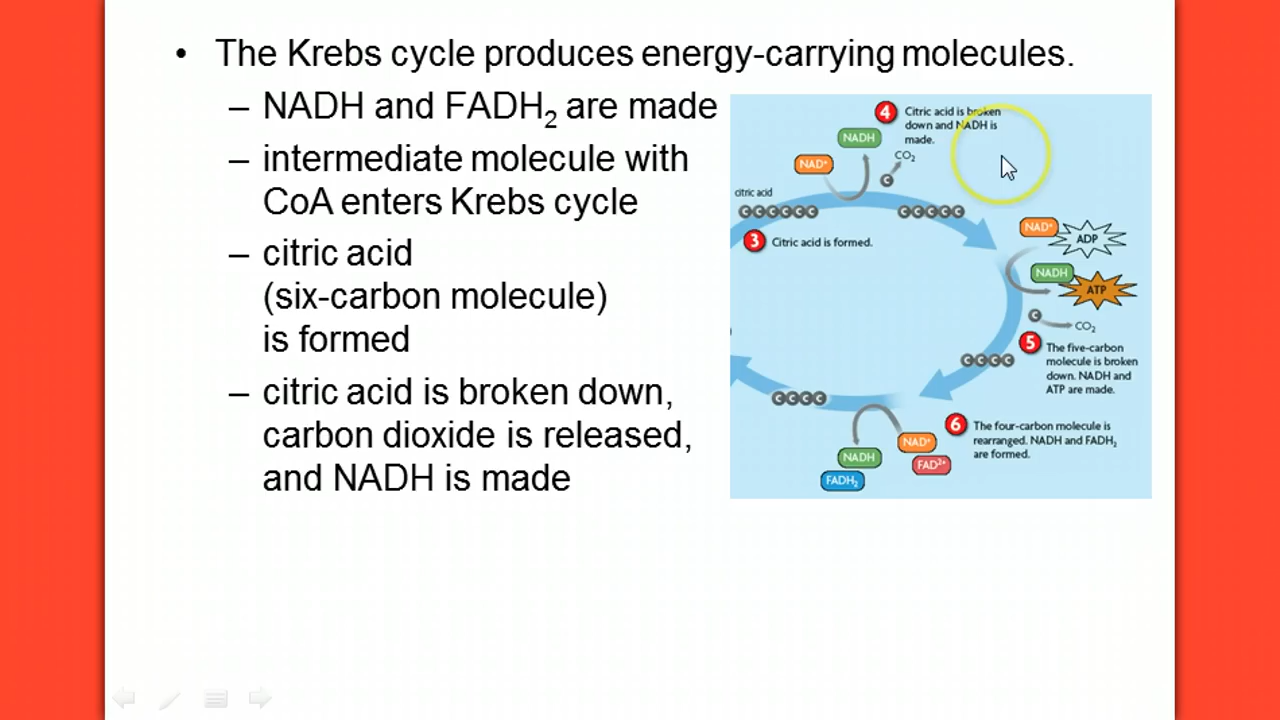 • The Krebs cycle produces energy-carrying molecules.
– NADH and FADH₂ are made
– intermediate molecule with
CoA enters Krebs cycle
– citric acid
(six-carbon molecule)
is formed
– citric acid is broken down,
carbon dioxide is released,
and NADH is made
4 Citric acid is broken
down and NADH is
made.
NADH
CO₂
NAD⁺
C
citric acid
CCCCCC
CCCCC
3 Citric acid is formed.
NAD⁺
ADP
NADH
ATP
C
CO₂
5 The five-carbon
molecule is broken
down. NADH and
ATP are made.
CCCC
CCCC
6 The four-carbon molecule is
rearranged. NADH and FADH₂
are formed.
NAD⁺
NADH
FAD²⁺
FADH₂